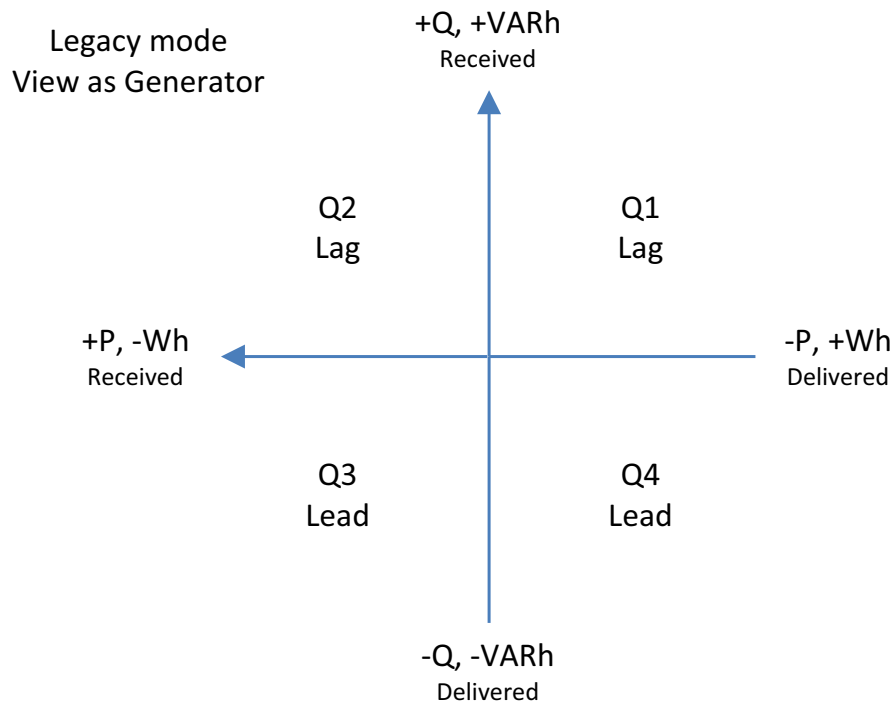 Legacy mode
View as Generator
+Q, +VARh
Received
Q2
Lag
Q1
Lag
+P, -Wh
Received
-P, +Wh
Delivered
Q3
Lead
Q4
Lead
-Q, -VARh
Delivered